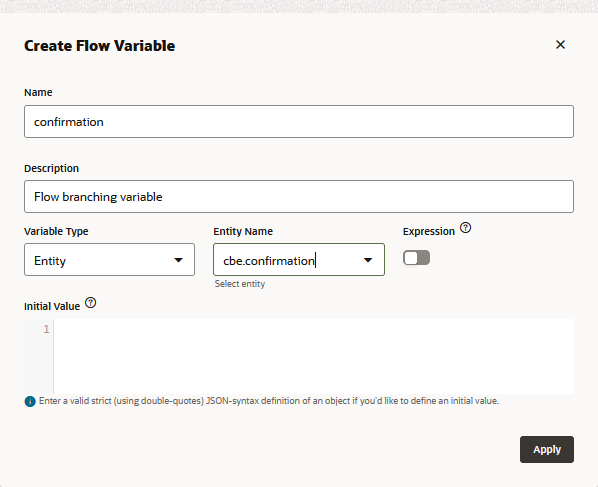 Create Flow Variable
Name
confirmation
Description
Flow branching variable
Variable Type
Entity Name
Expression
Entity
cbe.confirmation
Select entity
Initial Value
1
Enter a valid strict (using double-quotes) JSON-syntax definition of an object if you'd like to define an initial value.
Apply